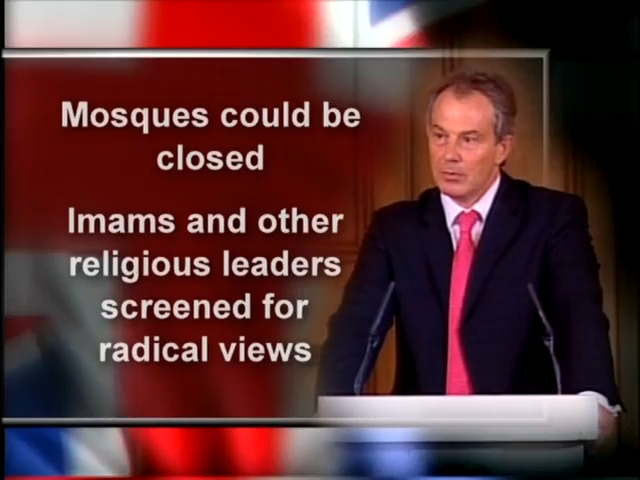 Mosques could be
closed
Imams and other
religious leaders
screened for
radical views